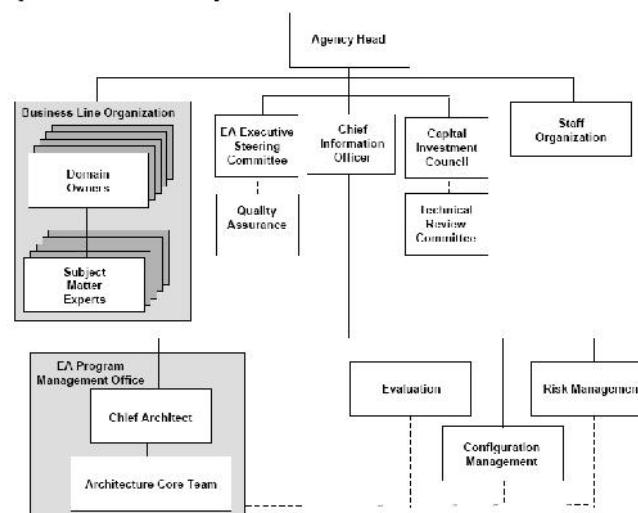 Agency Head
Business Line Organization
Domain
Owners
Subject
Matter
Experts
EA Executive
Steering
Committee
Quality
Assurance
Chief
Information
Officer
Capital
Investment
Council
Technical
Review
Committee
Staff
Organization
EA Program
Management Office
Chief Architect
Architecture Core Team
Evaluation
Configuration
Management
Risk Management